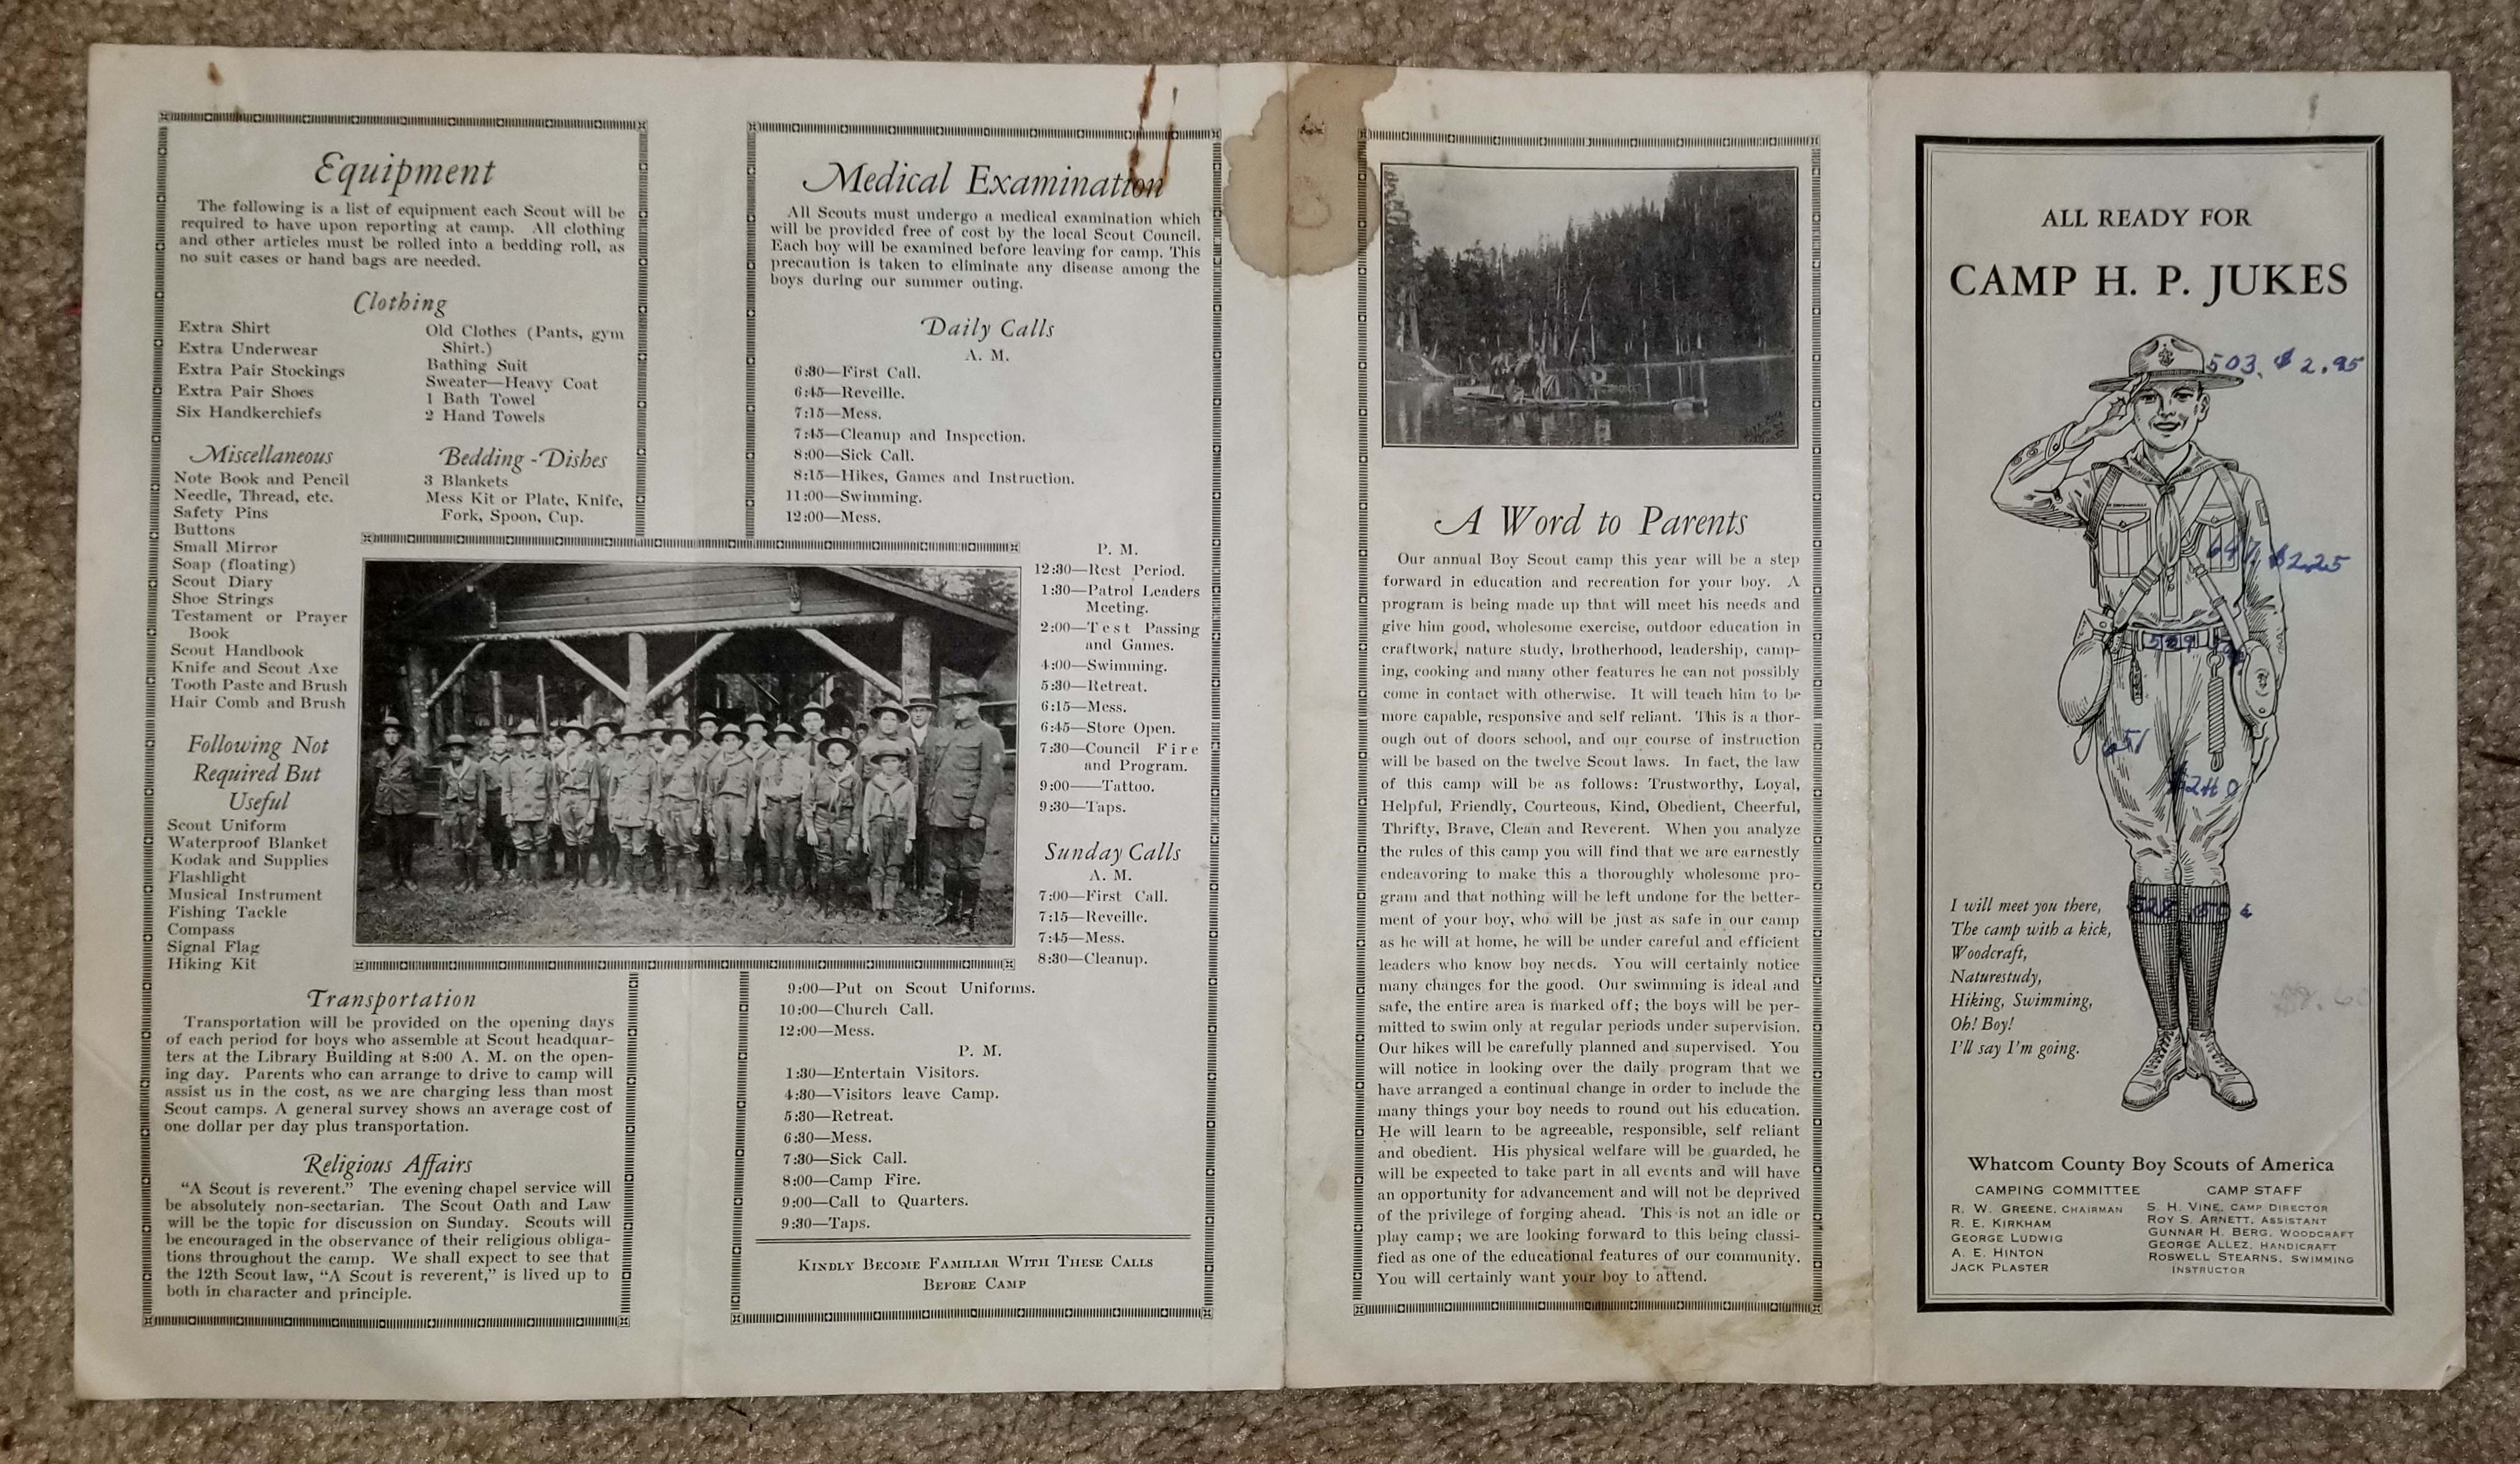 Equipment
The following is a list of equipment each Scout will be
required to have upon reporting at camp. All clothing
and other articles must be rolled into a bedding roll, as
no suit cases or hand bags are needed.
Clothing
Extra Shirt
Extra Underwear
Extra Pair Stockings
Extra Pair Shoes
Six Handkerchiefs
Old Clothes (Pants, gym
Shirt.)
Bathing Suit
Sweater—Heavy Coat
1 Bath Towel
2 Hand Towels
Miscellaneous
Note Book and Pencil
Needle, Thread, etc.
Safety Pins
Buttons
Small Mirror
Soap (floating)
Scout Diary
Shoe Strings
Testament or Prayer
Book
Scout Handbook
Knife and Scout Axe
Tooth Paste and Brush
Hair Comb and Brush
Bedding - Dishes
3 Blankets
Mess Kit or Plate, Knife,
Fork, Spoon, Cup.
Following Not
Required But
Useful
Scout Uniform
Waterproof Blanket
Kodak and Supplies
Flashlight
Musical Instrument
Fishing Tackle
Compass
Signal Flag
Hiking Kit
Transportation
Transportation will be provided on the opening days
of each period for boys who assemble at Scout headquar-
ters at the Library Building at 8:00 A. M. on the open-
ing day. Parents who can arrange to drive to camp will
assist us in the cost, as we are charging less than most
Scout camps. A general survey shows an average cost of
one dollar per day plus transportation.
Religious Affairs
“A Scout is reverent.” The evening chapel service will
be absolutely non-sectarian. The Scout Oath and Law
will be the topic for discussion on Sunday. Scouts will
be encouraged in the observance of their religious obliga-
tions throughout the camp. We shall expect to see that
the 12th Scout law, “A Scout is reverent,” is lived up to
both in character and principle.
Medical Examination
All Scouts must undergo a medical examination which
will be provided free of cost by the local Scout Council.
Each boy will be examined before leaving for camp. This
precaution is taken to eliminate any disease among the
boys during our summer outing.
Daily Calls
A. M.
6:30—First Call.
6:45—Reveille.
7:15—Mess.
7:45—Cleanup and Inspection.
8:00—Sick Call.
8:15—Hikes, Games and Instruction.
11:00—Swimming.
12:00—Mess.
P. M.
12:30—Rest Period.
1:30—Patrol Leaders
Meeting.
2:00—Test Passing
and Games.
4:00—Swimming.
5:30—Retreat.
6:15—Mess.
6:45—Store Open.
7:30—Council Fire
and Program.
9:00—Tattoo.
9:30—Taps.
Sunday Calls
A. M.
7:00—First Call.
7:15—Reveille.
7:45—Mess.
8:30—Cleanup.
9:00—Put on Scout Uniforms.
10:00—Church Call.
12:00—Mess.
P. M.
1:30—Entertain Visitors.
4:30—Visitors leave Camp.
5:30—Retreat.
6:30—Mess.
7:30—Sick Call.
8:00—Camp Fire.
9:00—Call to Quarters.
9:30—Taps.
Kindly Become Familiar With These Calls
Before Camp
A Word to Parents
Our annual Boy Scout camp this year will be a step
forward in education and recreation for your boy. A
program is being made up that will meet his needs and
give him good, wholesome exercise, outdoor education in
craftwork, nature study, brotherhood, leadership, camp-
ing, cooking and many other features he can not possibly
come in contact with otherwise. It will teach him to be
more capable, responsive and self reliant. This is a thor-
ough out of doors school, and our course of instruction
will be based on the twelve Scout laws. In fact, the law
of this camp will be as follows: Trustworthy, Loyal,
Helpful, Friendly, Courteous, Kind, Obedient, Cheerful,
Thrifty, Brave, Clean and Reverent. When you analyze
the rules of this camp you will find that we are earnestly
endeavoring to make this a thoroughly wholesome pro-
gram and that nothing will be left undone for the better-
ment of your boy, who will be just as safe in our camp
as he will at home, he will be under careful and efficient
leaders who know boy needs. You will certainly notice
many changes for the good. Our swimming is ideal and
safe, the entire area is marked off; the boys will be per-
mitted to swim only at regular periods under supervision.
Our hikes will be carefully planned and supervised. You
will notice in looking over the daily program that we
have arranged a continual change in order to include the
many things your boy needs to round out his education.
He will learn to be agreeable, responsible, self reliant
and obedient. His physical welfare will be guarded, he
will be expected to take part in all events and will have
an opportunity for advancement and will not be deprived
of the privilege of forging ahead. This is not an idle or
play camp; we are looking forward to this being classi-
fied as one of the educational features of our community.
You will certainly want your boy to attend.
ALL READY FOR
CAMP H. P. JUKES
503. $2.95
647, $2.25
651
$2.40
I will meet you there,
The camp with a kick,
Woodcraft,
Naturestudy,
Hiking, Swimming,
Oh! Boy!
I'll say I'm going.
Whatcom County Boy Scouts of America
CAMPING COMMITTEE
R. W. GREENE, CHAIRMAN
R. E. KIRKHAM
GEORGE LUDWIG
A. E. HINTON
JACK PLASTER
CAMP STAFF
S. H. VINE, CAMP DIRECTOR
ROY S. ARNETT, ASSISTANT
GUNNAR H. BERG, WOODCRAFT
GEORGE ALLEZ, HANDICRAFT
ROSWELL STEARNS, SWIMMING
INSTRUCTOR